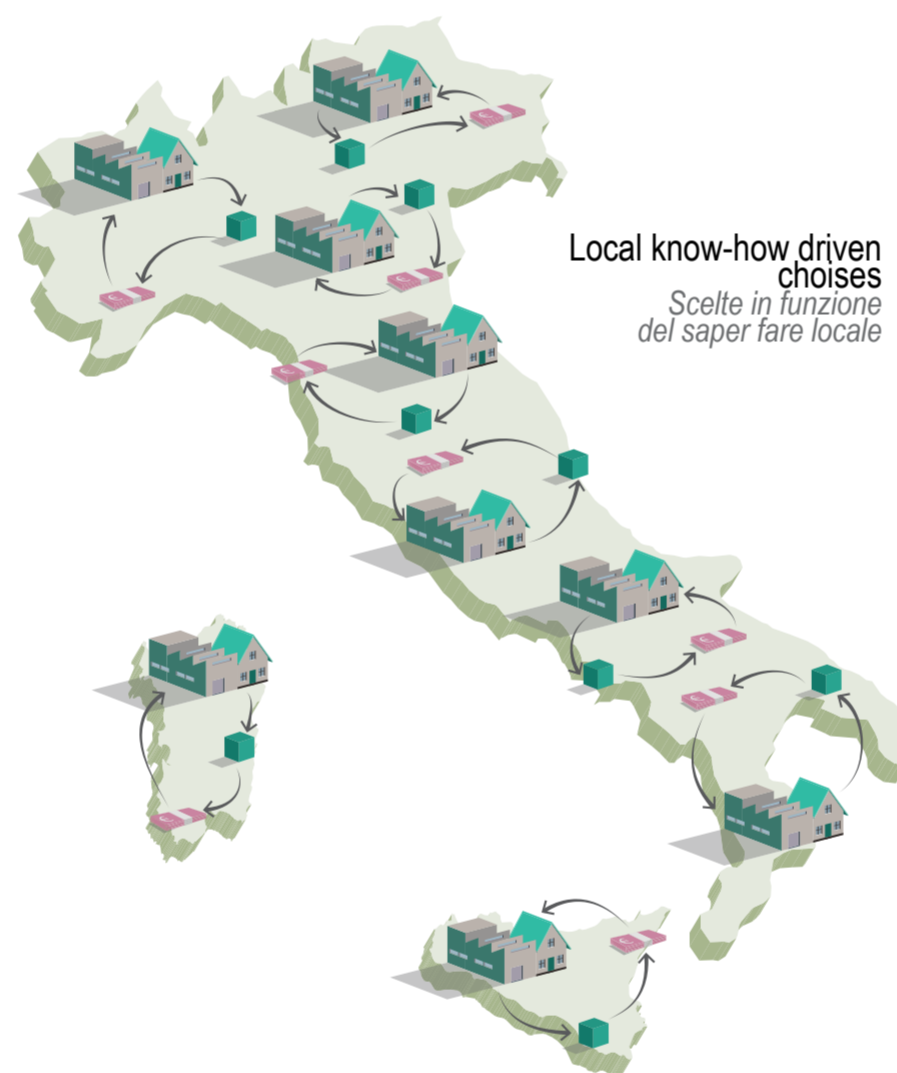 Local know-how driven
choises
Scelte in funzione
del saper fare locale